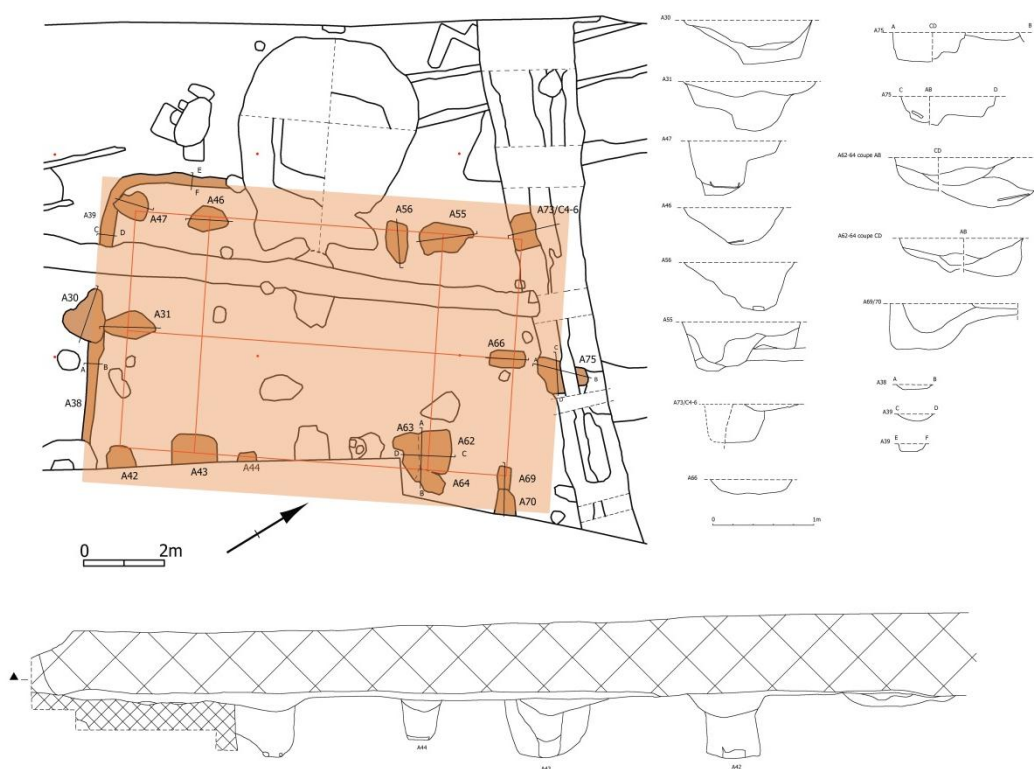 E
F
A39
C
D
A47
A46
A56
A55
A73/C4-6
A30
A31
A66
A
C
A75
B
D
A
B
A38
A
A63
A62
D
C
A42
A43
A44
A64
B
A69
A70
0
2m
A30
A31
A47
A46
A56
A55
A73/C4-6
A66
A75
A
CD
B
A75
C
AB
D
A62-64 coupe AB
CD
A62-64 coupe CD
AB
A69/70
A38
A
B
A39
C
D
A39
E
F
0
1m
A44
A43
A42